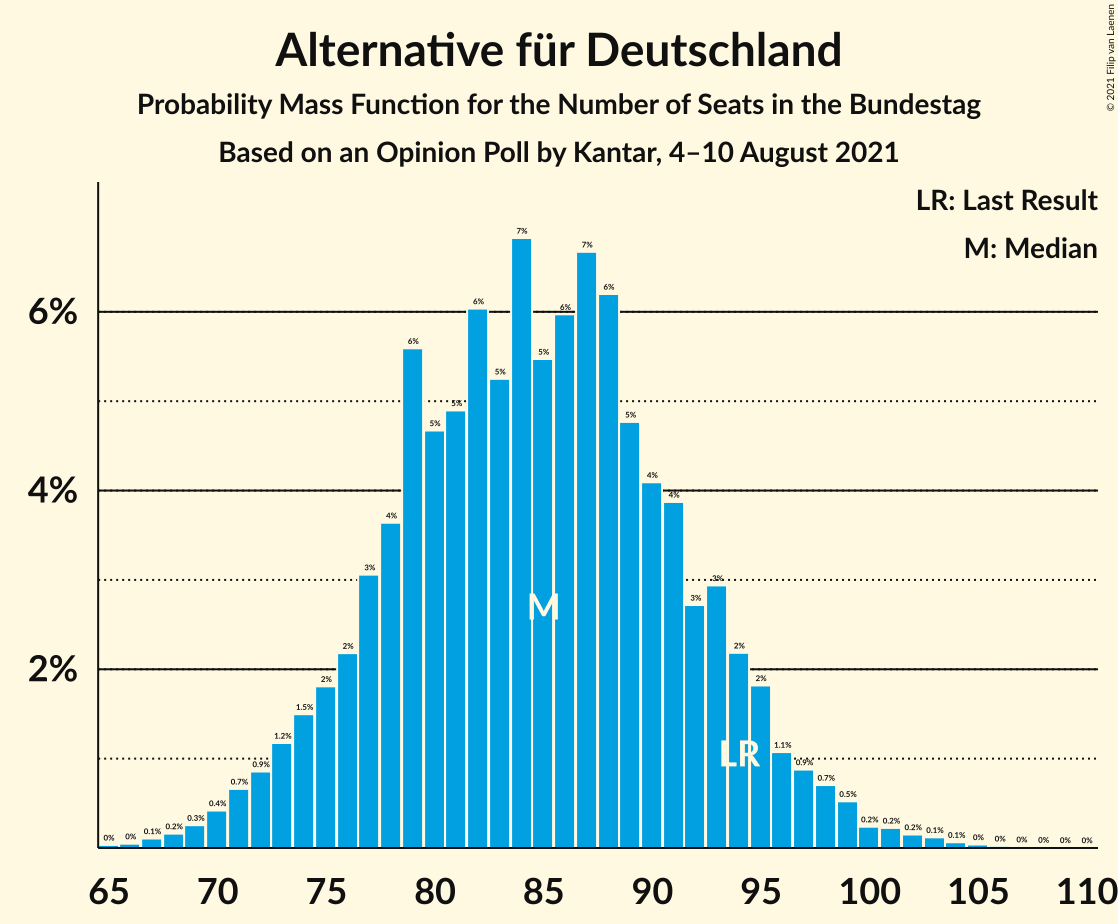 Alternative für Deutschland
Probability Mass Function for the Number of Seats in the Bundestag
Based on an Opinion Poll by Kantar, 4–10 August 2021
© 2021 Filip van Laenen
LR: Last Result
M: Median
6%
4%
2%
0% 0% 0.1% 0.2% 0.3% 0.4% 0.7% 0.9% 1.2% 1.5% 2% 2% 3% 4% 6% 5% 5% 6% 5% 7% 5% 6% 7% 6% 5% 4% 4% 3% 3% 2% 2% 1.1% 0.9% 0.7% 0.5% 0.2% 0.2% 0.2% 0.1% 0.1% 0% 0% 0% 0% 0% 0%
M
LR
65 70 75 80 85 90 95 100 105 110